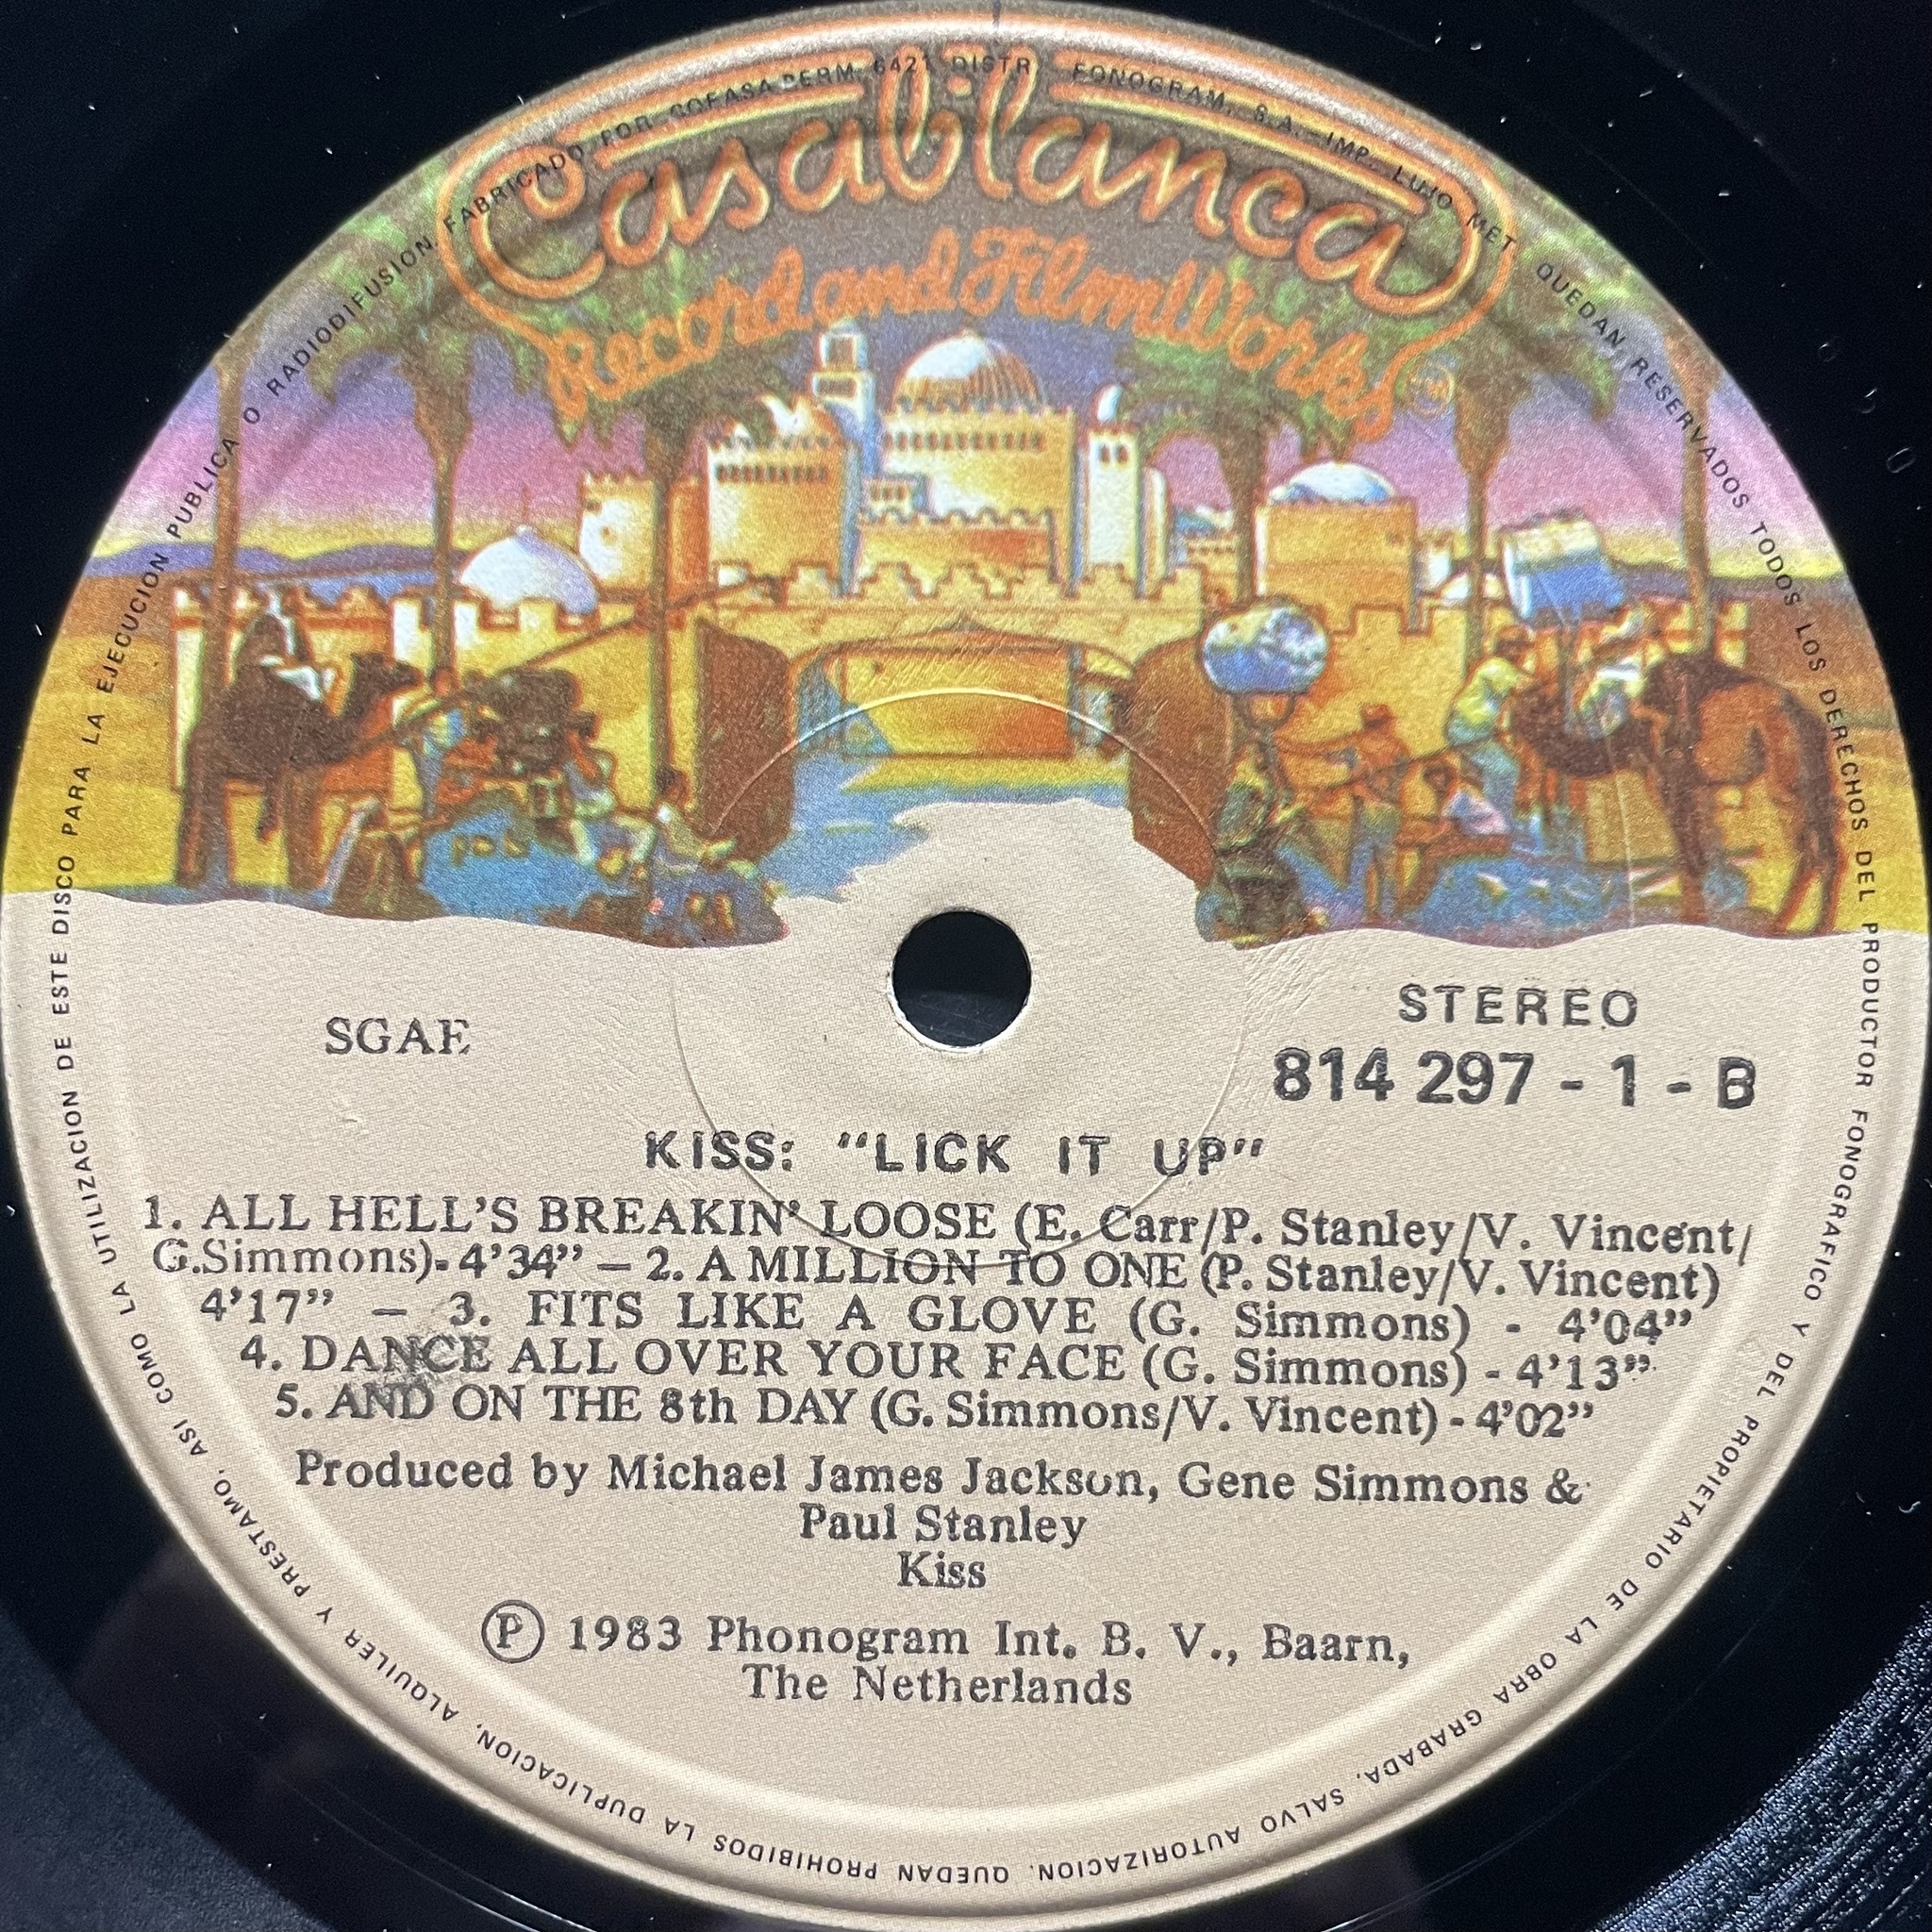 FABRICADO POR COFASA PERM. 6421 DISTR. FONOGRAM, S.A. - IMP. LUJO MET QUEDAN RESERVADOS TODOS LOS DERECHOS DEL PRODUCTOR FONOGRAFICO Y DEL PROPIETARIO DE LA OBRA GRABADA. SALVO AUTORIZACION. QUEDAN PROHIBIDOS LA DUPLICACION, ALQUILER Y PRESTAMO, ASI COMO LA UTILIZACION DE ESTE DISCO PARA LA EJECUCION PUBLICA O RADIODIFUSION.
Casablanca
Record and FilmWorks
SGAE
STEREO
814 297 - 1 - B
KISS: "LICK IT UP"
1. ALL HELL'S BREAKIN' LOOSE (E. Carr/P. Stanley/V. Vincent/
G.Simmons)- 4'34" — 2. A MILLION TO ONE (P. Stanley/V. Vincent)
4'17" — 3. FITS LIKE A GLOVE (G. Simmons) - 4'04"
4. DANCE ALL OVER YOUR FACE (G. Simmons) - 4'13"
5. AND ON THE 8th DAY (G. Simmons/V. Vincent) - 4'02"
Produced by Michael James Jackson, Gene Simmons &
Paul Stanley
Kiss
Ⓟ 1983 Phonogram Int. B. V., Baarn,
The Netherlands